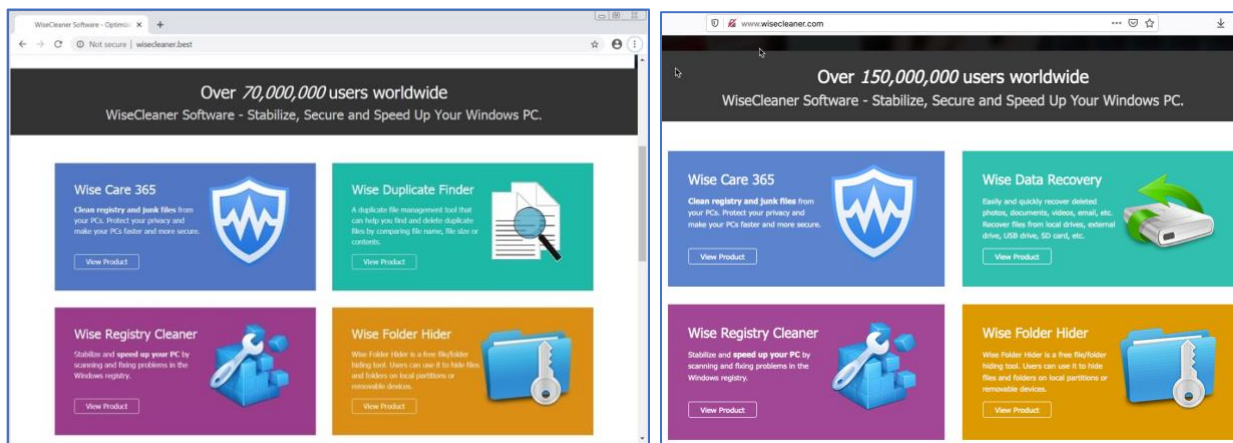 WiseCleaner Software - Optimiz
Not secure | wisecleaner.best
Over 70,000,000 users worldwide
WiseCleaner Software - Stabilize, Secure and Speed Up Your Windows PC.
Wise Care 365
Clean registry and junk files from
your PCs. Protect your privacy and
make your PCs faster and more secure.
View Product
Wise Duplicate Finder
A duplicate file management tool that
can help you find and delete duplicate
files by comparing file name, file size or
contents.
View Product
Wise Registry Cleaner
Stabilize and speed up your PC by
scanning and fixing problems in the
Windows registry.
View Product
Wise Folder Hider
Wise Folder Hider is a free file/folder
hiding tool. Users can use it to hide files
and folders on local partitions or
removable devices.
View Product
www.wisecleaner.com
Over 150,000,000 users worldwide
WiseCleaner Software - Stabilize, Secure and Speed Up Your Windows PC.
Wise Care 365
Clean registry and junk files from
your PCs. Protect your privacy and
make your PCs faster and more secure.
View Product
Wise Data Recovery
Easily and quickly recover deleted
photos, documents, videos, email, etc.
Recover files from local drives, external
drive, USB drive, SD card, etc.
View Product
Wise Registry Cleaner
Stabilize and speed up your PC by
scanning and fixing problems in the
Windows registry.
View Product
Wise Folder Hider
Wise Folder Hider is a free file/folder
hiding tool. Users can use it to hide
files and folders on local partitions or
removable devices.
View Product